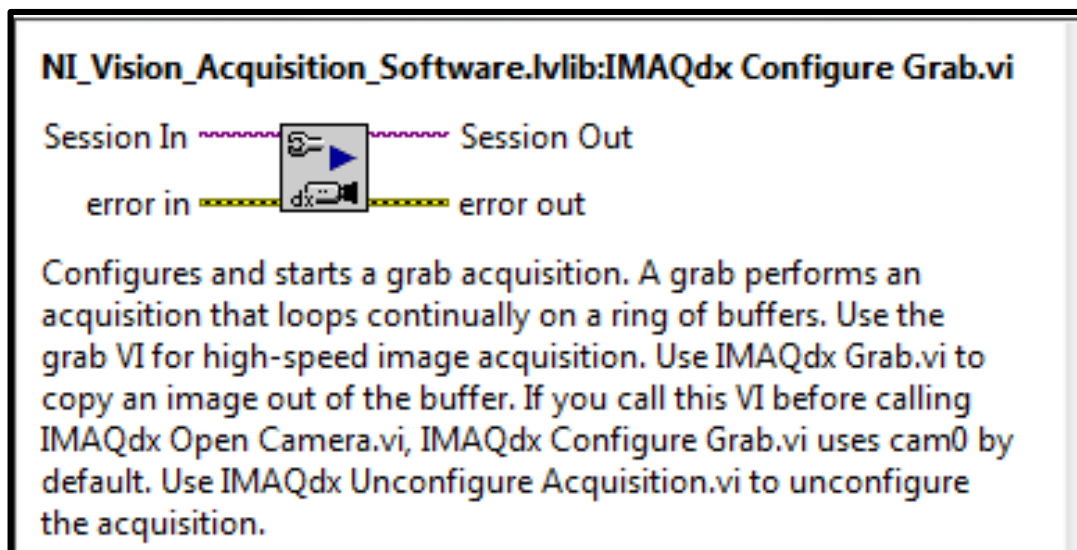 NI_Vision_Acquisition_Software.lvlib:IMAQdx Configure Grab.vi
Session In Session Out
dx
error in error out
Configures and starts a grab acquisition. A grab performs an
acquisition that loops continually on a ring of buffers. Use the
grab VI for high-speed image acquisition. Use IMAQdx Grab.vi to
copy an image out of the buffer. If you call this VI before calling
IMAQdx Open Camera.vi, IMAQdx Configure Grab.vi uses cam0 by
default. Use IMAQdx Unconfigure Acquisition.vi to unconfigure
the acquisition.